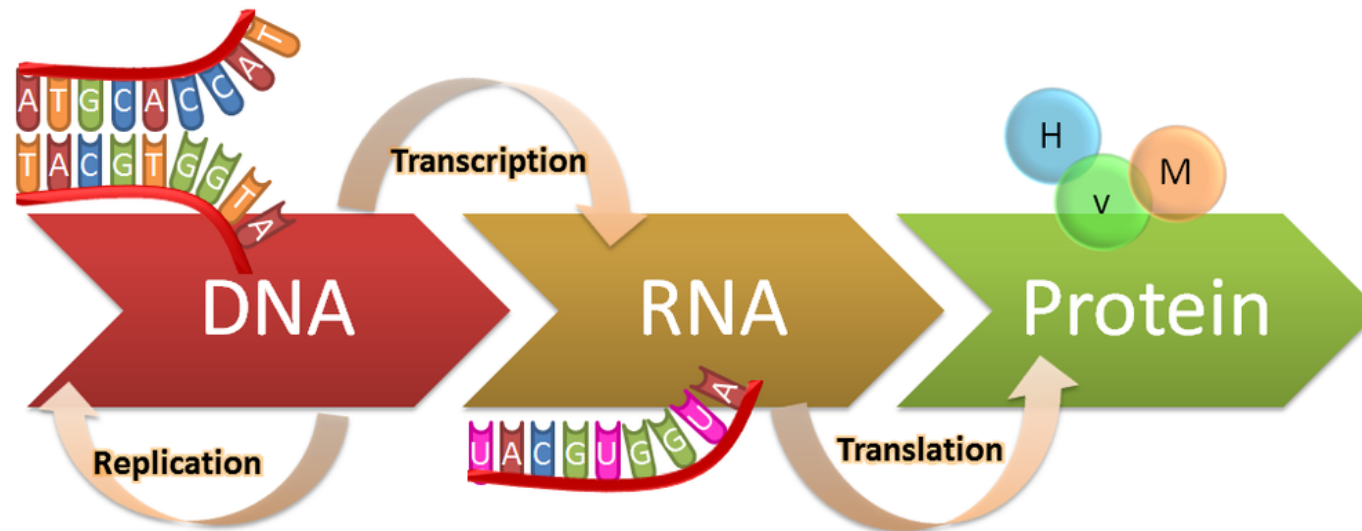 ATGCACCAT
TACGTGGTA
Transcription
H
v
M
DNA
RNA
Protein
Replication
UACGUGGUA
Translation